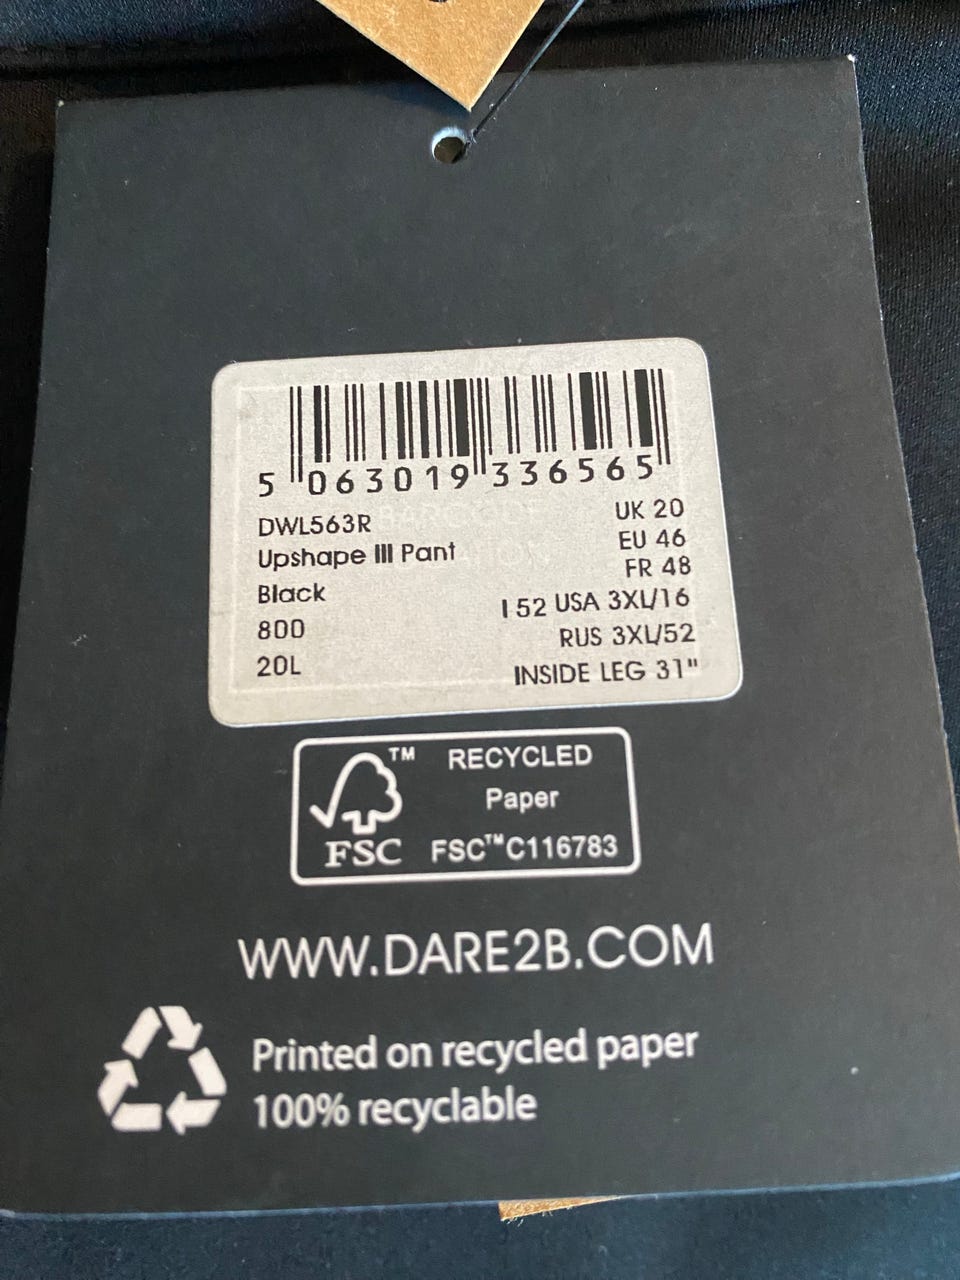 5 063019 336565
DWL563R
Upshape III Pant
Black
800
20L
UK 20
EU 46
FR 48
I 52 USA 3XL/16
RUS 3XL/52
INSIDE LEG 31"
FSC™
RECYCLED
Paper
FSC™C116783
WWW.DARE2B.COM
Printed on recycled paper
100% recyclable